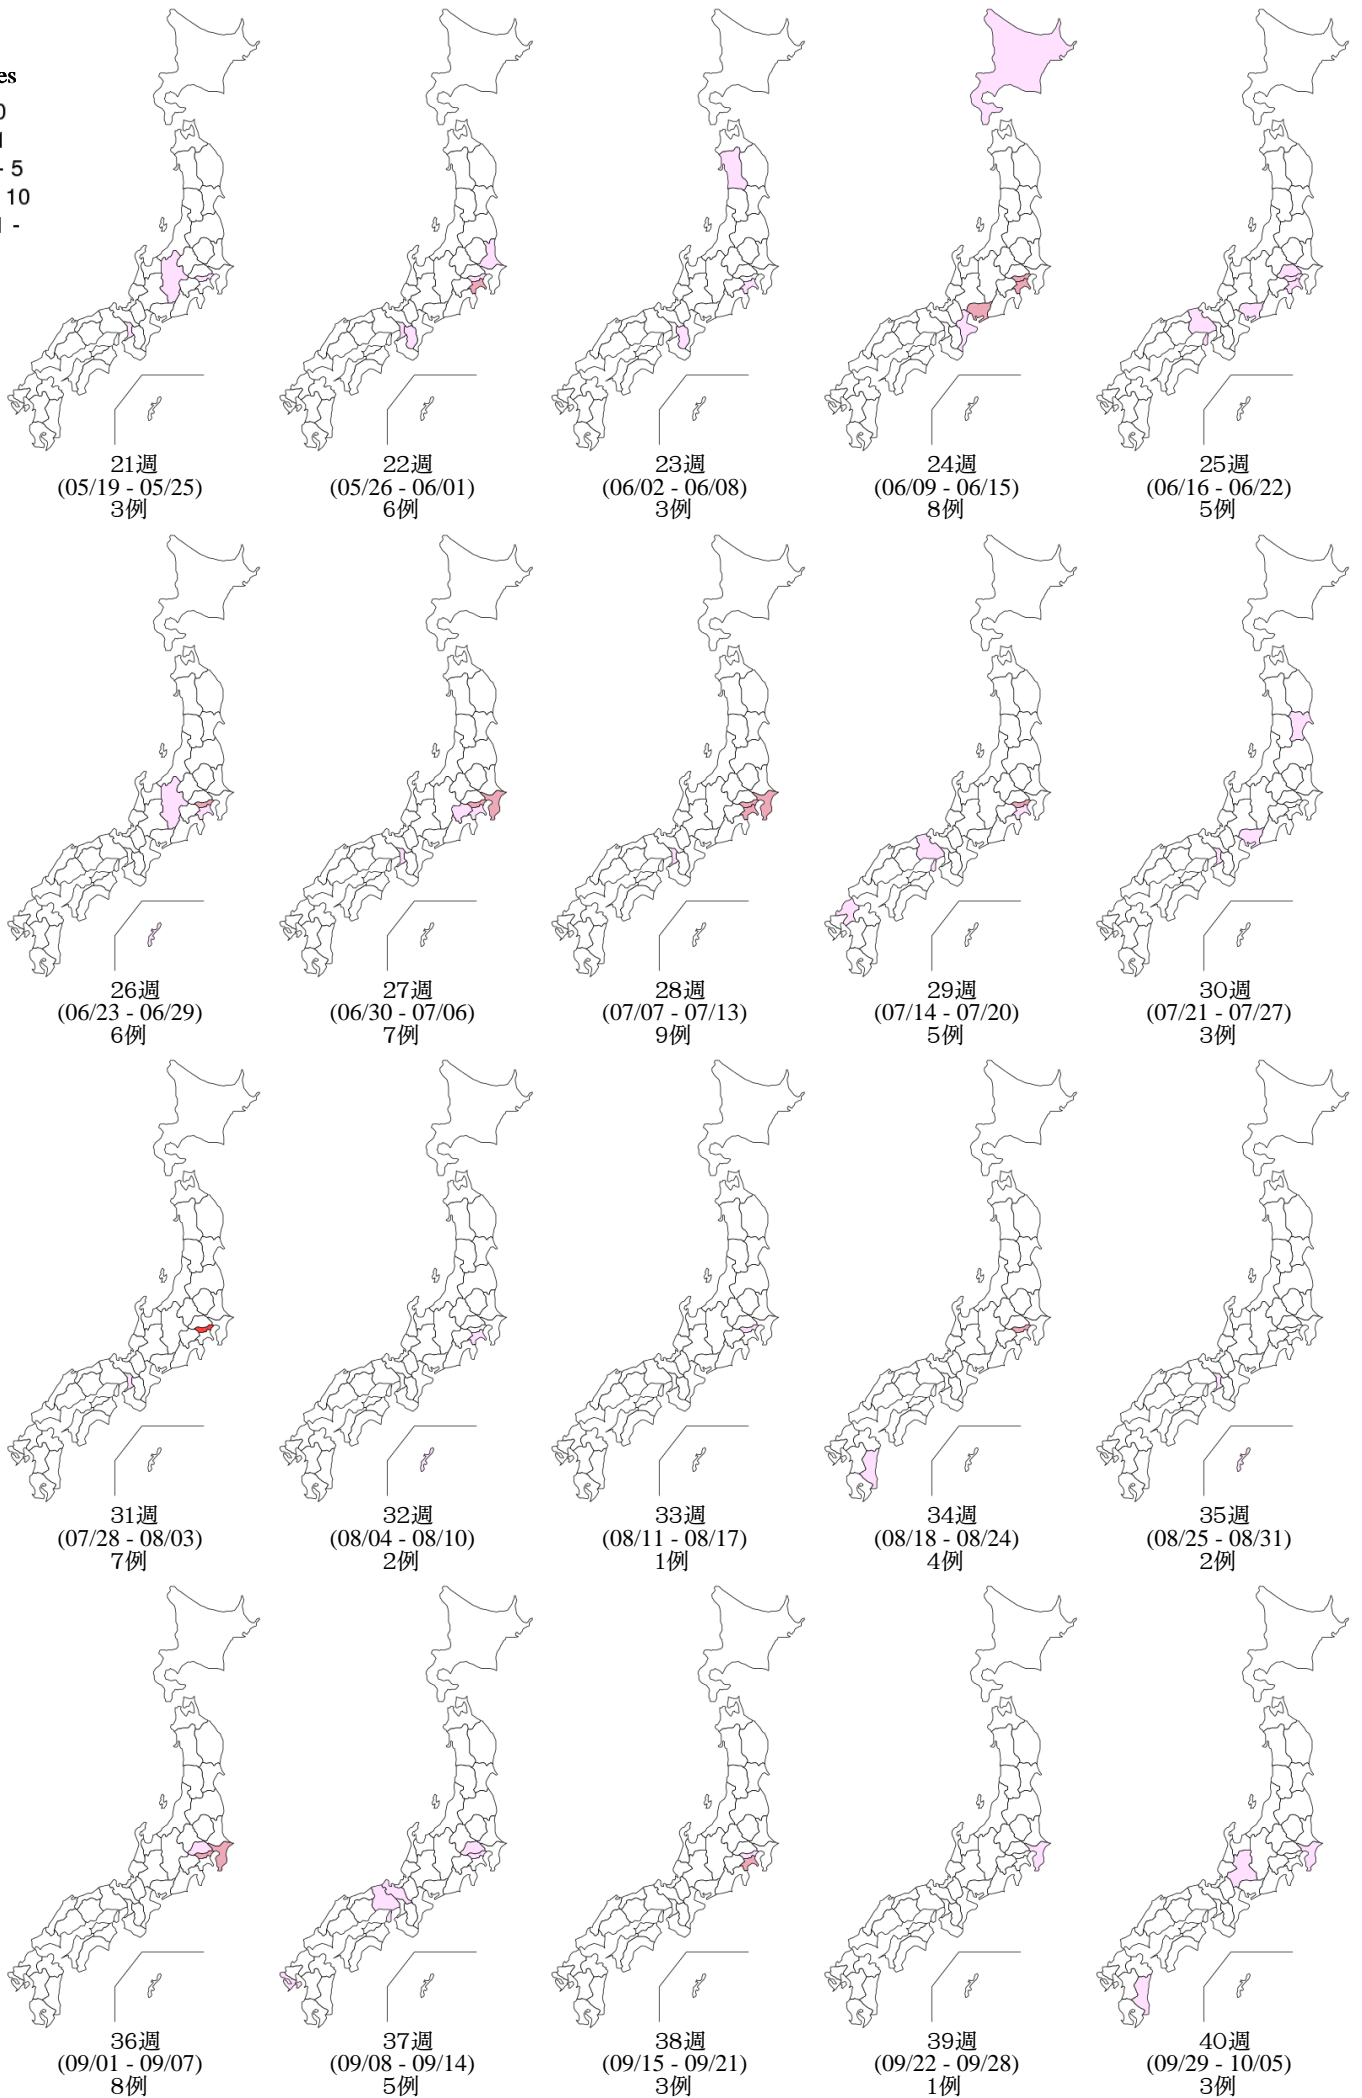 es
0
1
- 5
10
-
21週
(05/19 - 05/25)
3例
22週
(05/26 - 06/01)
6例
23週
(06/02 - 06/08)
3例
24週
(06/09 - 06/15)
8例
25週
(06/16 - 06/22)
5例
26週
(06/23 - 06/29)
6例
27週
(06/30 - 07/06)
7例
28週
(07/07 - 07/13)
9例
29週
(07/14 - 07/20)
5例
30週
(07/21 - 07/27)
3例
31週
(07/28 - 08/03)
7例
32週
(08/04 - 08/10)
2例
33週
(08/11 - 08/17)
1例
34週
(08/18 - 08/24)
4例
35週
(08/25 - 08/31)
2例
36週
(09/01 - 09/07)
8例
37週
(09/08 - 09/14)
5例
38週
(09/15 - 09/21)
3例
39週
(09/22 - 09/28)
1例
40週
(09/29 - 10/05)
3例